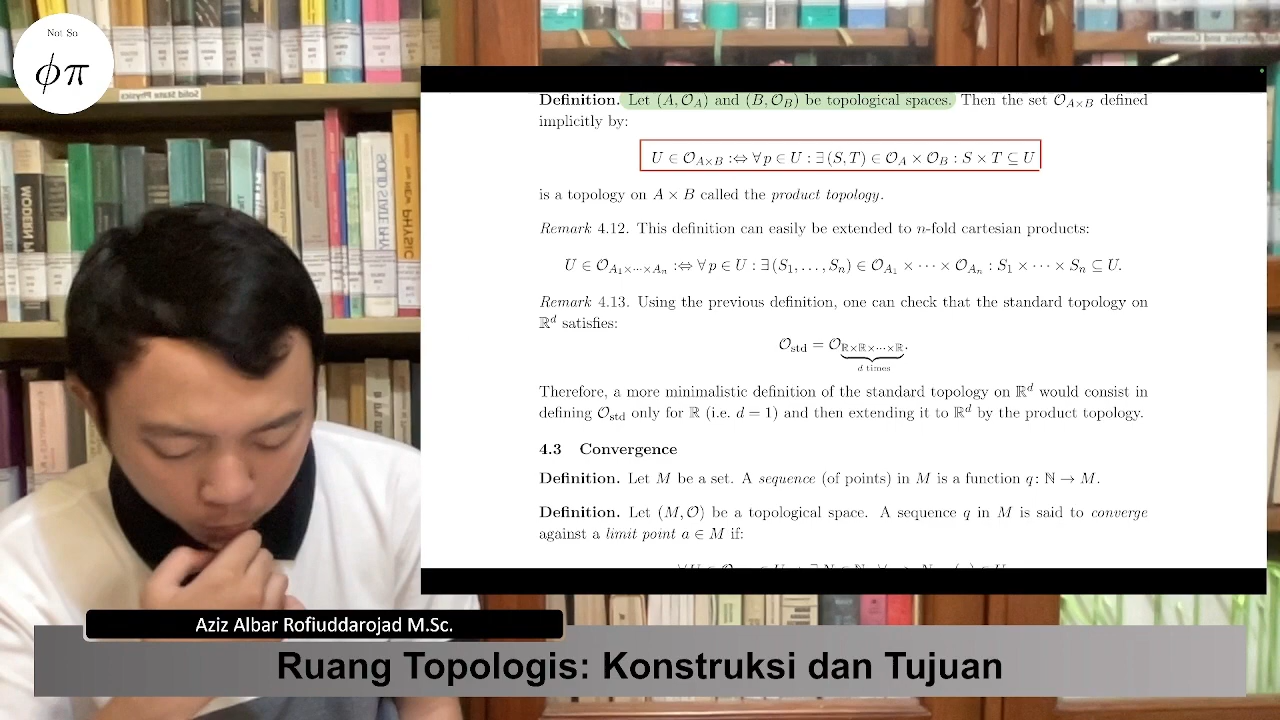 Not So
ϕπ
Solid State Physics
Definition. Let (A, O_A) and (B, O_B) be topological spaces. Then the set O_{A×B} defined
implicitly by:
U ∈ O_{A×B} :⇔ ∀ p ∈ U : ∃ (S, T) ∈ O_A × O_B : S × T ⊆ U
is a topology on A × B called the product topology.
Remark 4.12. This definition can easily be extended to n-fold cartesian products:
U ∈ O_{A_1×···×A_n} :⇔ ∀ p ∈ U : ∃ (S_1, . . . , S_n) ∈ O_{A_1} × ··· × O_{A_n} : S_1 × ··· × S_n ⊆ U.
Remark 4.13. Using the previous definition, one can check that the standard topology on
ℝ^d satisfies:
O_std = O_{ℝ×ℝ×···×ℝ}.
d times
Therefore, a more minimalistic definition of the standard topology on ℝ^d would consist in
defining O_std only for ℝ (i.e. d = 1) and then extending it to ℝ^d by the product topology.
4.3 Convergence
Definition. Let M be a set. A sequence (of points) in M is a function q: ℕ → M.
Definition. Let (M, O) be a topological space. A sequence q in M is said to converge
against a limit point a ∈ M if:
Aziz Albar Rofiuddarojad M.Sc.
Ruang Topologis: Konstruksi dan Tujuan